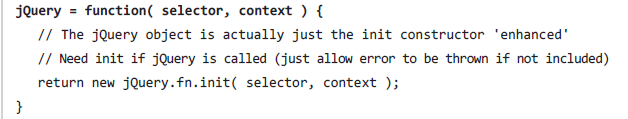 jQuery = function( selector, context ) {
// The jQuery object is actually just the init constructor 'enhanced'
// Need init if jQuery is called (just allow error to be thrown if not included)
return new jQuery.fn.init( selector, context );
}